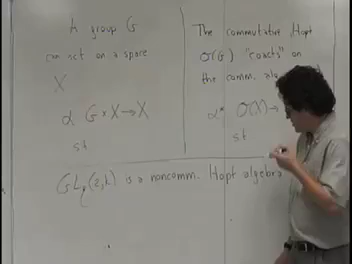 A group G
can act on a space
X
α G × X → X
st
The commutative Hopf
O(G) "coacts" on
the comm. alg
α* O(X) →
st
GL (2,k) is a noncomm. Hopf algebra